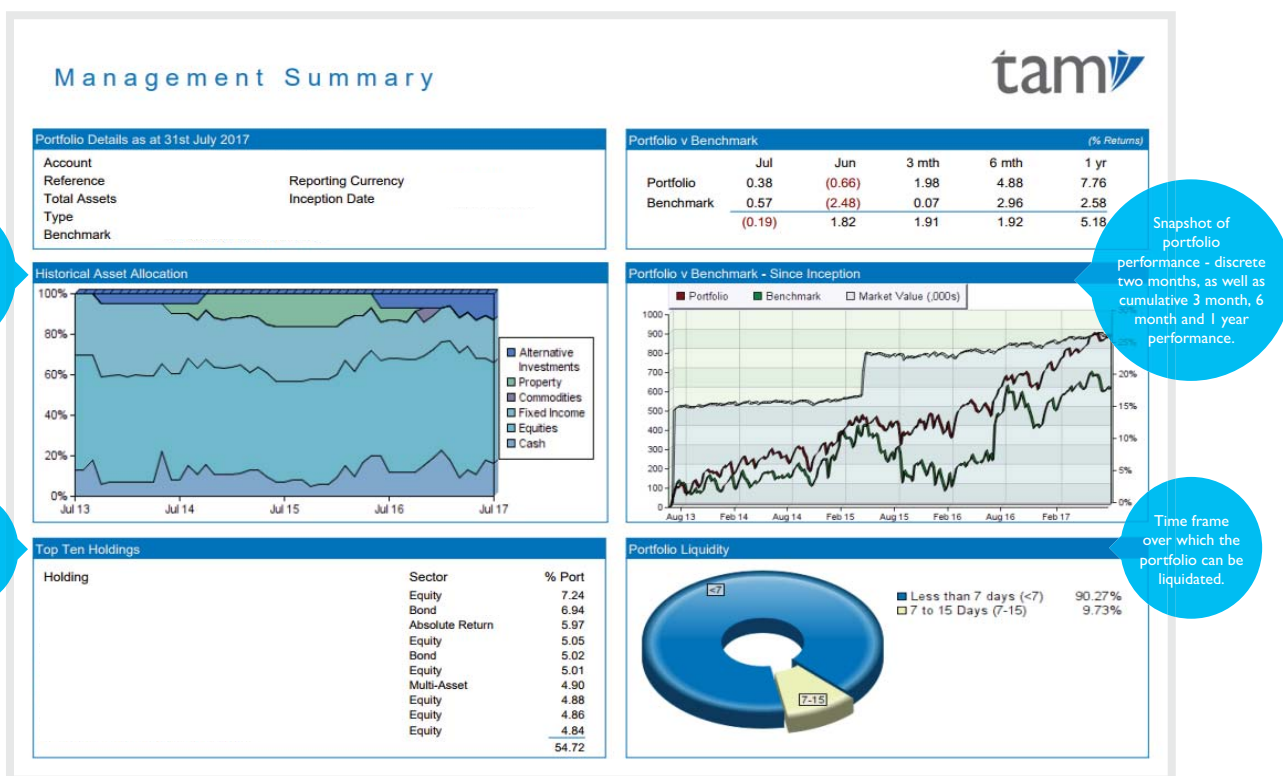 Management Summary
tam
Portfolio Details as at 31st July 2017
Account
Reference Reporting Currency
Total Assets Inception Date
Type
Benchmark
Portfolio v Benchmark (% Returns)
Jul Jun 3 mth 6 mth 1 yr
Portfolio 0.38 (0.66) 1.98 4.88 7.76
Benchmark 0.57 (2.48) 0.07 2.96 2.58
(0.19) 1.82 1.91 1.92 5.18
Snapshot of
portfolio
performance - discrete
two months, as well as
cumulative 3 month, 6
month and 1 year
performance.
Historical Asset Allocation
100%
80%
60%
40%
20%
0%
Jul 13 Jul 14 Jul 15 Jul 16 Jul 17
Alternative
Investments
Property
Commodities
Fixed Income
Equities
Cash
Portfolio v Benchmark - Since Inception
Portfolio Benchmark Market Value (,000s)
1000
900
800
700
600
500
400
300
200
100
0
30%
25%
20%
15%
10%
5%
0%
Aug 13 Feb 14 Aug 14 Feb 15 Aug 15 Feb 16 Aug 16 Feb 17
Top Ten Holdings
Holding Sector % Port
Equity 7.24
Bond 6.94
Absolute Return 5.97
Equity 5.05
Bond 5.02
Equity 5.01
Multi-Asset 4.90
Equity 4.88
Equity 4.86
Equity 4.84
54.72
Portfolio Liquidity
<7
7-15
Less than 7 days (<7) 90.27%
7 to 15 Days (7-15) 9.73%
Time frame
over which the
portfolio can be
liquidated.